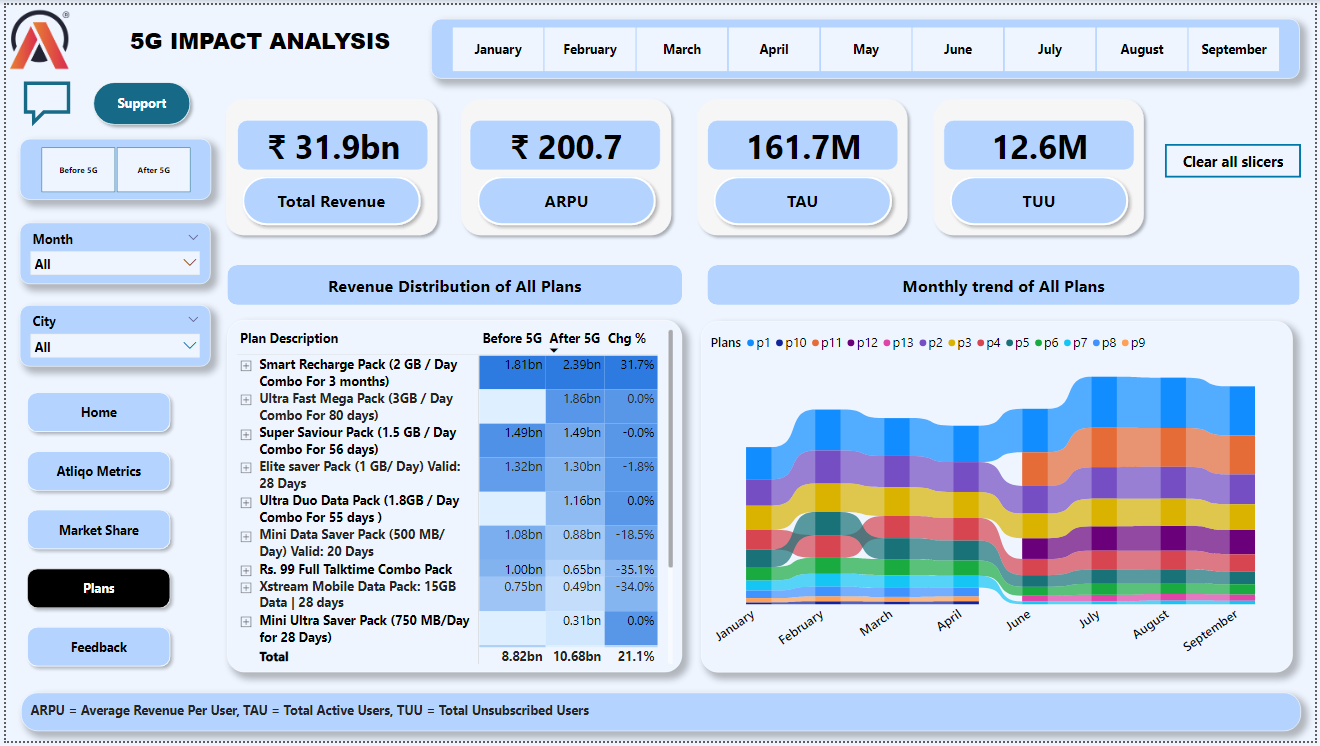 ®
5G IMPACT ANALYSIS
January February March April May June July August September
Support
Before 5G After 5G
₹ 31.9bn
Total Revenue
₹ 200.7
ARPU
161.7M
TAU
12.6M
TUU
Clear all slicers
Month
All
City
All
Home
Atliqo Metrics
Market Share
Plans
Feedback
Revenue Distribution of All Plans
Plan Description Before 5G After 5G Chg %
Smart Recharge Pack (2 GB / Day 1.81bn 2.39bn 31.7%
Combo For 3 months)
Ultra Fast Mega Pack (3GB / Day 1.86bn 0.0%
Combo For 80 days)
Super Saviour Pack (1.5 GB / Day 1.49bn 1.49bn -0.0%
Combo For 56 days)
Elite saver Pack (1 GB/ Day) Valid: 1.32bn 1.30bn -1.8%
28 Days
Ultra Duo Data Pack (1.8GB / Day 1.16bn 0.0%
Combo For 55 days )
Mini Data Saver Pack (500 MB/ 1.08bn 0.88bn -18.5%
Day) Valid: 20 Days
Rs. 99 Full Talktime Combo Pack 1.00bn 0.65bn -35.1%
Xstream Mobile Data Pack: 15GB 0.75bn 0.49bn -34.0%
Data | 28 days
Mini Ultra Saver Pack (750 MB/Day 0.31bn 0.0%
for 28 Days)
Total 8.82bn 10.68bn 21.1%
Monthly trend of All Plans
Plans p1 p10 p11 p12 p13 p2 p3 p4 p5 p6 p7 p8 p9
January February March April June July August September
ARPU = Average Revenue Per User, TAU = Total Active Users, TUU = Total Unsubscribed Users